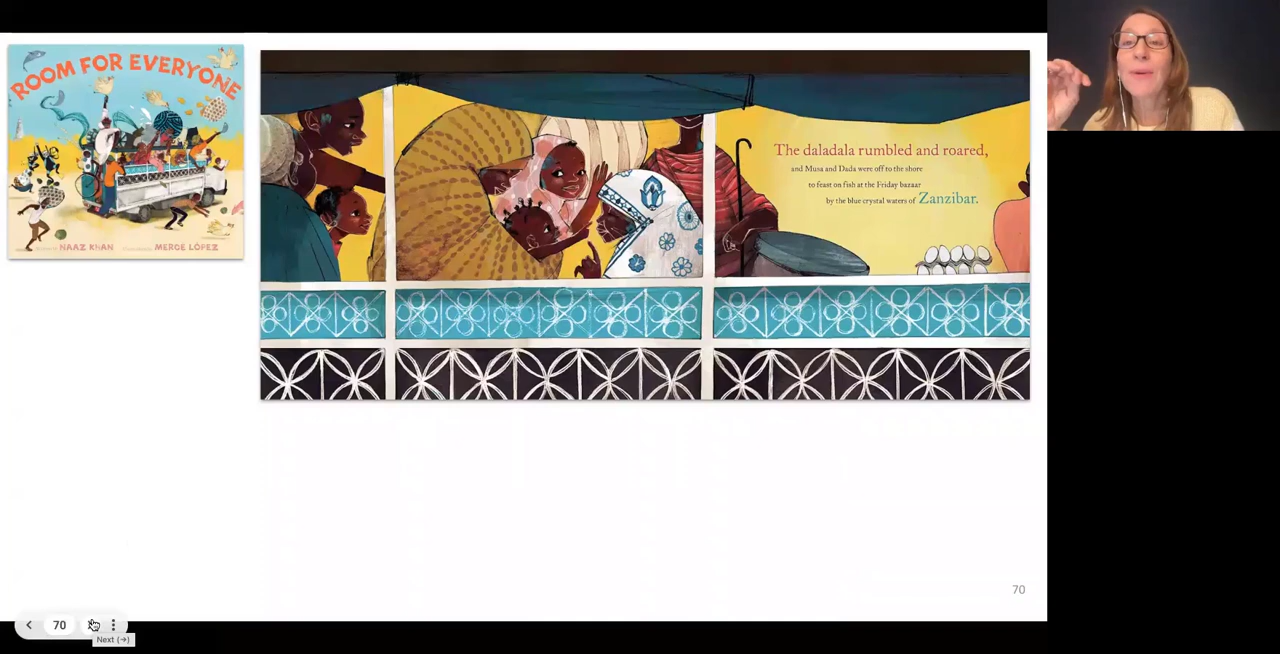 ROOM FOR EVERYONE
NAAZ KHAN
MERCÈ LÓPEZ
The daladala rumbled and roared,
and Musa and Dada were off to the shore
to feast on fish at the Friday bazaar
by the blue crystal waters of Zanzibar.
70
70
Next (→)